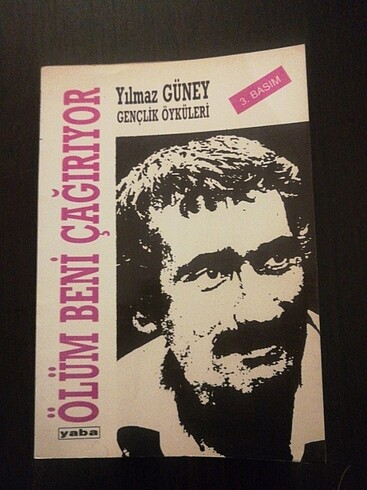 Yılmaz GÜNEY
GENÇLİK ÖYKÜLERİ
3. BASIM
ÖLÜM BENİ ÇAĞIRIYOR
yaba